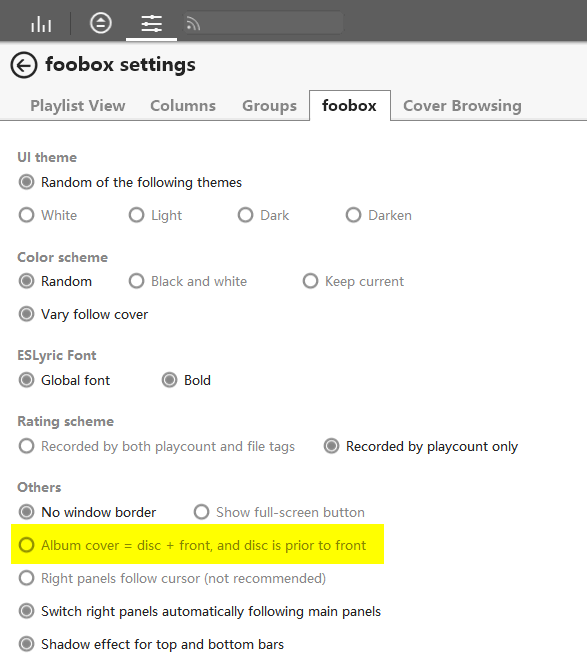 foobox settings
Playlist View Columns Groups foobox Cover Browsing
UI theme
Random of the following themes
White Light Dark Darken
Color scheme
Random Black and white Keep current
Vary follow cover
ESLyric Font
Global font Bold
Rating scheme
Recorded by both playcount and file tags Recorded by playcount only
Others
No window border Show full-screen button
Album cover = disc + front, and disc is prior to front
Right panels follow cursor (not recommended)
Switch right panels automatically following main panels
Shadow effect for top and bottom bars